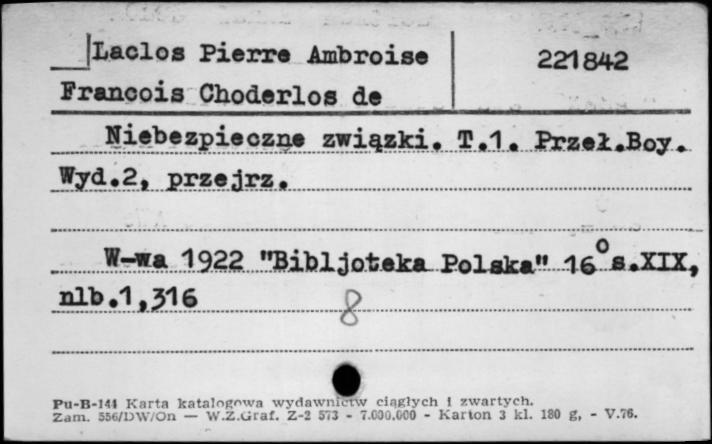 Laclos Pierre Ambroise 221842
Francois Choderlos de
Niebezpieczne związki. T.1. Przeł.Boy.
Wyd.2, przejrz.
W-wa 1922 "Bibljoteka Polska" 16° s.XIX,
nlb.1,316
8
Pu-B-144 Karta katalogowa wydawnictw ciągłych i zwartych.
Zam. 556/DW/On — W.Z.Graf. Z-2 573 - 7.000.000 - Karton 3 kl. 180 g, - V.76.